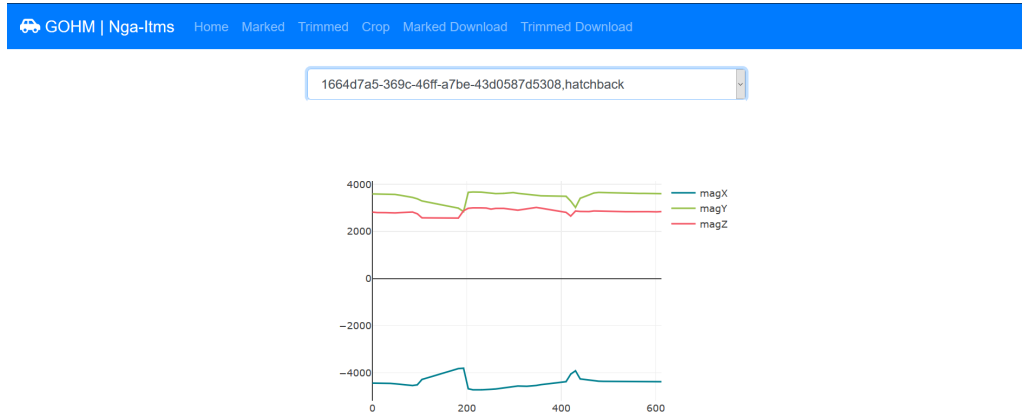 GOHM | Nga-Itms Home Marked Trimmed Crop Marked Download Trimmed Download
1664d7a5-369c-46ff-a7be-43d0587d5308,hatchback
4000
2000
0
−2000
−4000
0 200 400 600
magX
magY
magZ